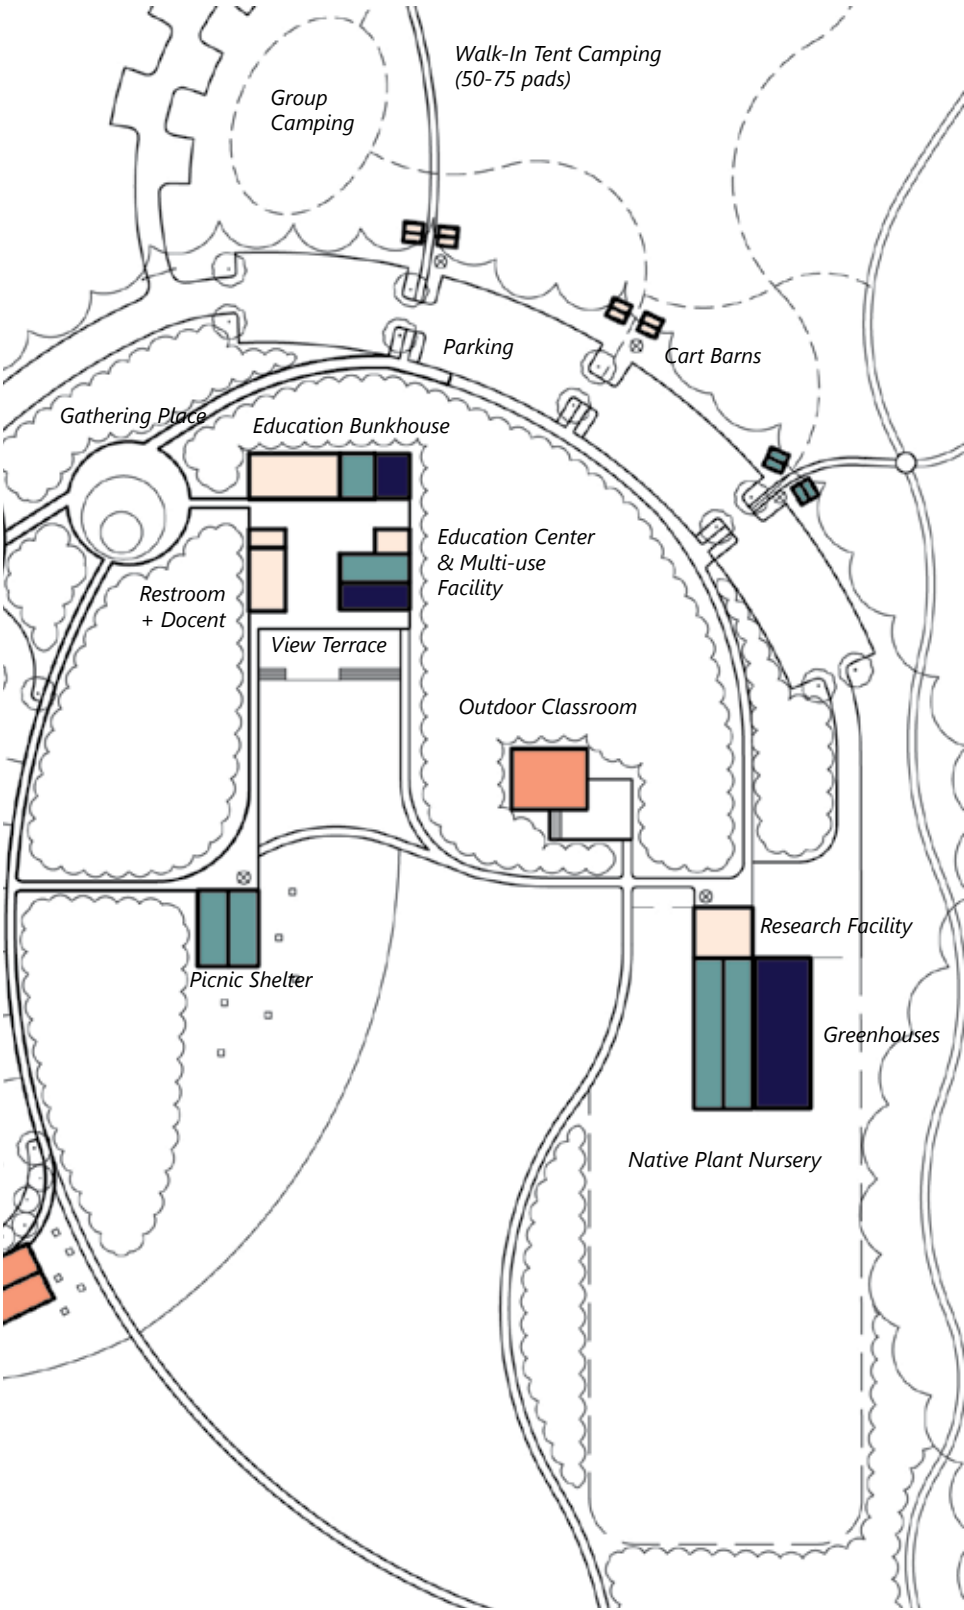 Walk-In Tent Camping
(50-75 pads)
Group
Camping
Parking
Cart Barns
Gathering Place
Education Bunkhouse
Education Center
& Multi-use
Facility
Restroom
+ Docent
View Terrace
Outdoor Classroom
Research Facility
Picnic Shelter
Greenhouses
Native Plant Nursery